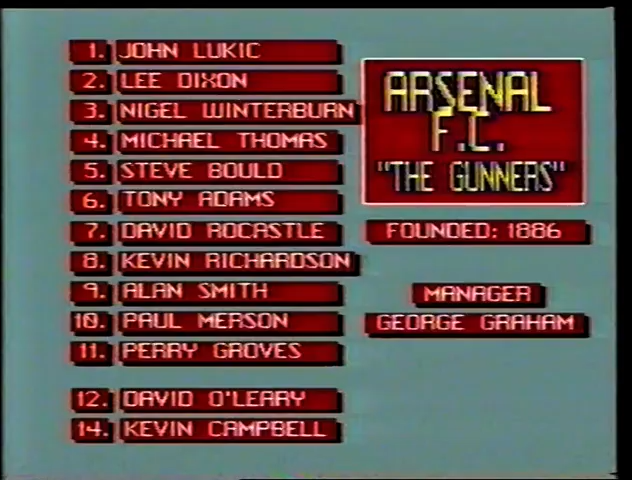 1. JOHN LUKIC
2. LEE DIXON
3. NIGEL WINTERBURN
4. MICHAEL THOMAS
5. STEVE BOULD
6. TONY ADAMS
7. DAVID ROCASTLE
8. KEVIN RICHARDSON
9. ALAN SMITH
10. PAUL MERSON
11. PERRY GROVES
12. DAVID O'LEARY
14. KEVIN CAMPBELL
ARSENAL
F.C.
"THE GUNNERS"
FOUNDED: 1886
MANAGER
GEORGE GRAHAM